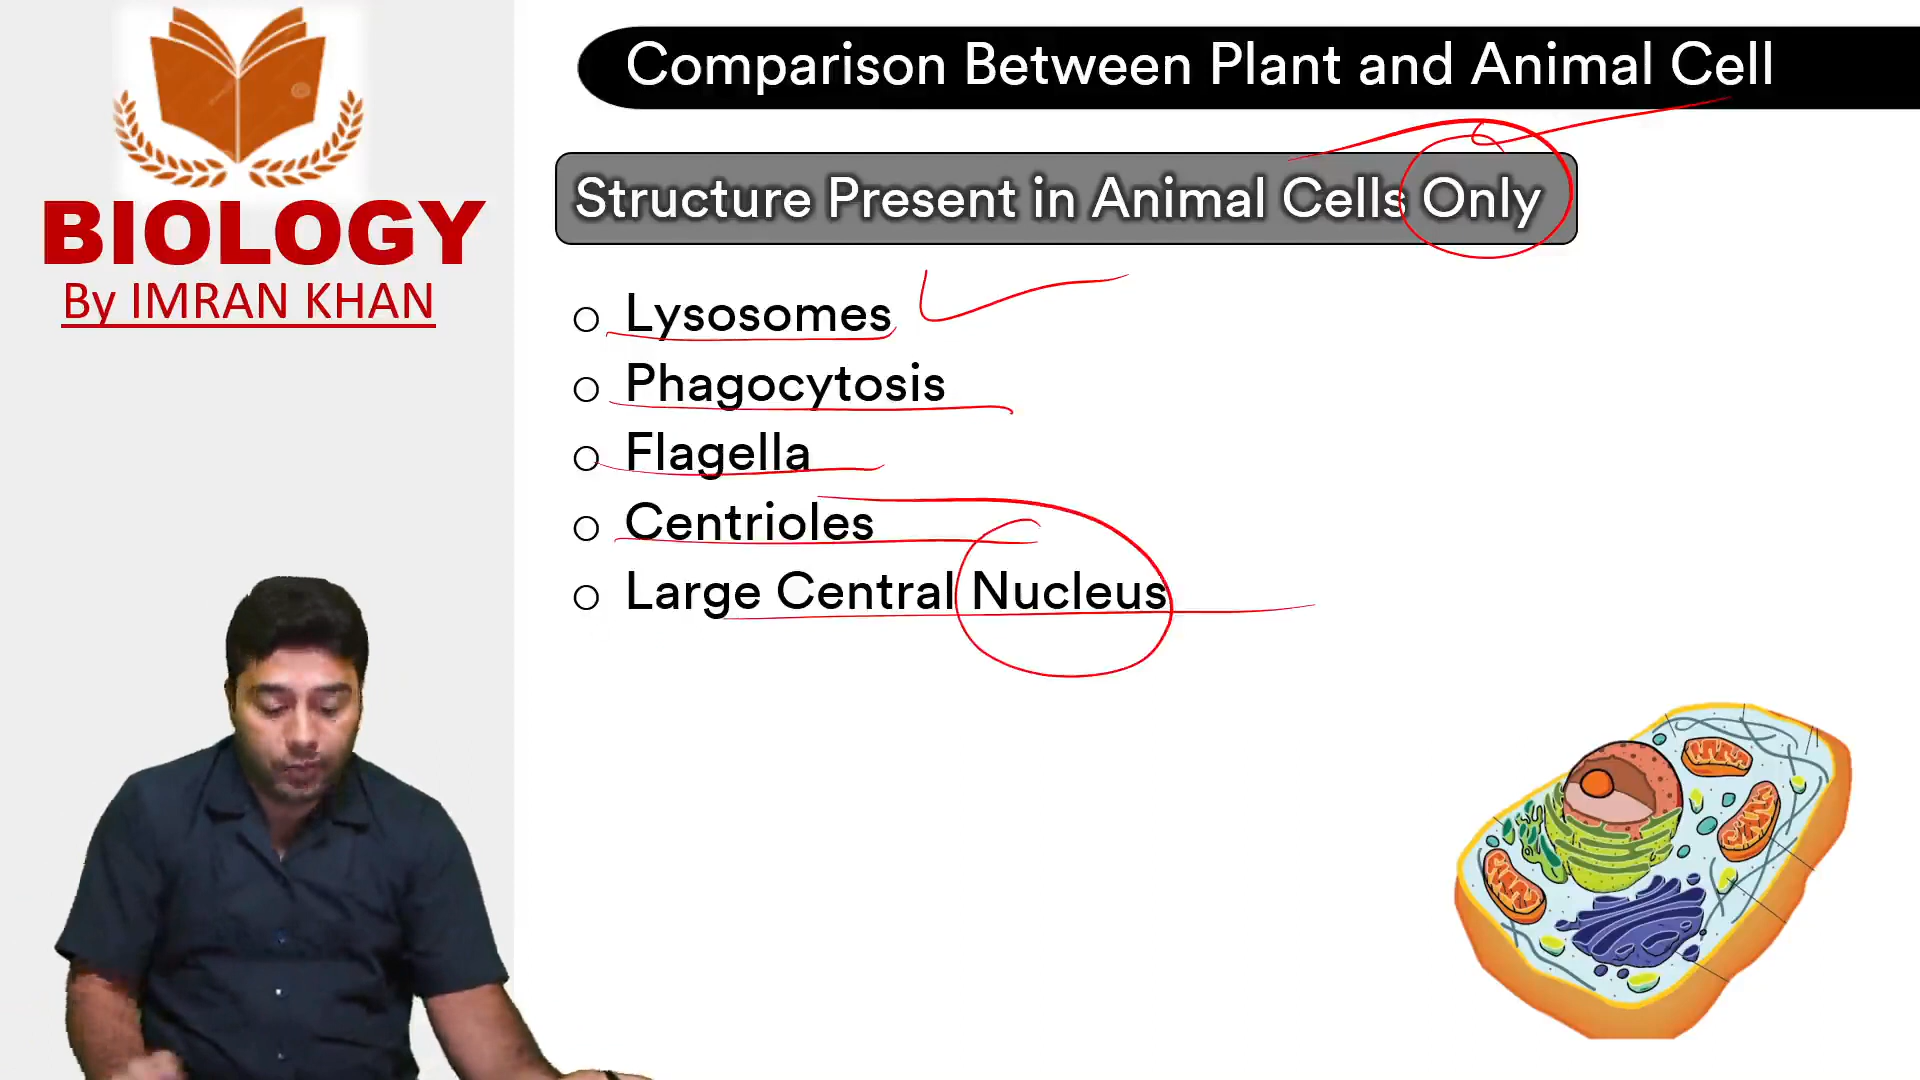 BIOLOGY
By IMRAN KHAN
Comparison Between Plant and Animal Cell
Structure Present in Animal Cells Only
Lysosomes
Phagocytosis
Flagella
Centrioles
Large Central Nucleus